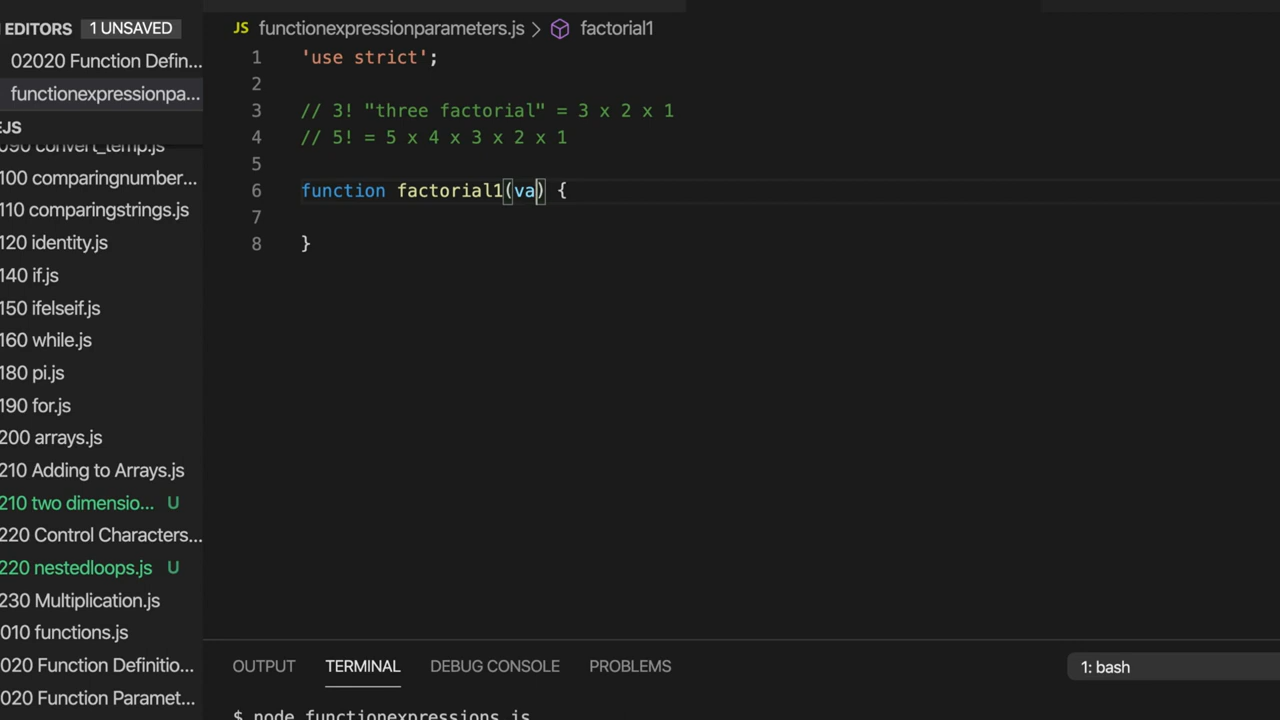 EDITORS 1 UNSAVED
02020 Function Defin...
functionexpressionpa...
EJS
090 convert_temp.js
100 comparingnumber...
110 comparingstrings.js
120 identity.js
140 if.js
150 ifelseif.js
160 while.js
180 pi.js
190 for.js
200 arrays.js
210 Adding to Arrays.js
210 two dimensio... U
220 Control Characters...
220 nestedloops.js U
230 Multiplication.js
010 functions.js
020 Function Definitio...
020 Function Paramet...
JS functionexpressionparameters.js > factorial1
1 'use strict';
2
3 // 3! "three factorial" = 3 x 2 x 1
4 // 5! = 5 x 4 x 3 x 2 x 1
5
6 function factorial1(va) {
7
8 }
OUTPUT TERMINAL DEBUG CONSOLE PROBLEMS 1: bash
$ node functionexpressions.js